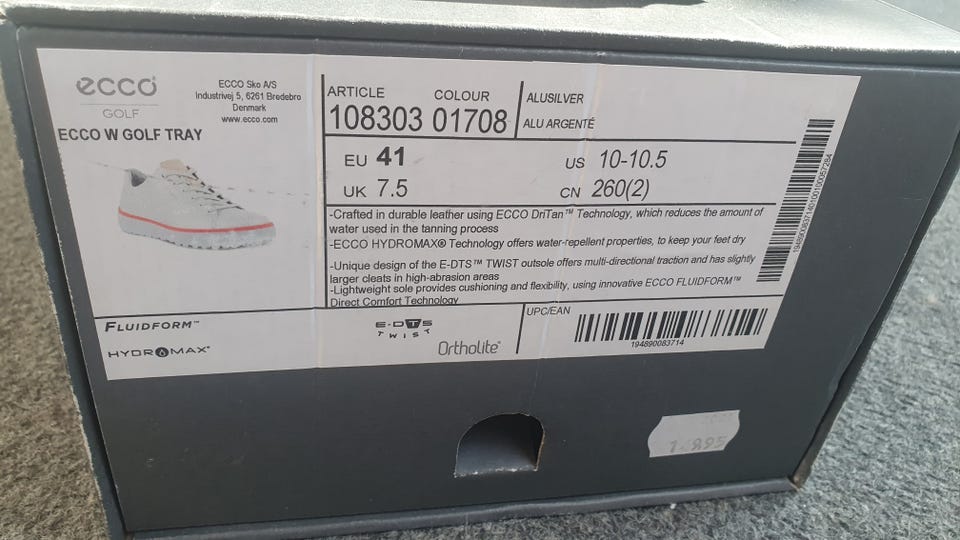 ecco
GOLF
ECCO W GOLF TRAY
ECCO Sko A/S
Industrivej 5, 6261 Bredebro
Denmark
www.ecco.com
ARTICLE COLOUR
108303 01708
ALUSILVER
ALU ARGENTÉ
EU 41
US 10-10.5
UK 7.5
CN 260(2)
-Crafted in durable leather using ECCO DriTan™ Technology, which reduces the amount of
water used in the tanning process
-ECCO HYDROMAX® Technology offers water-repellent properties, to keep your feet dry
-Unique design of the E-DTS™ TWIST outsole offers multi-directional traction and has slightly
larger cleats in high-abrasion areas
-Lightweight sole provides cushioning and flexibility, using innovative ECCO FLUIDFORM™
Direct Comfort Technology
FLUIDFORM™
HYDROMAX®
E-DTS
TWIST
Ortholite®
UPC/EAN
194890083714